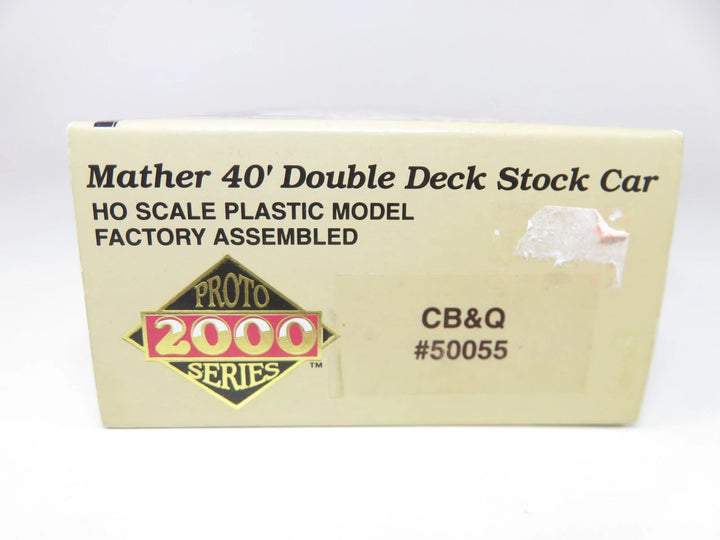 Mather 40' Double Deck Stock Car
HO SCALE PLASTIC MODEL
FACTORY ASSEMBLED
PROTO
2000
SERIES
™
CB&Q
#50055